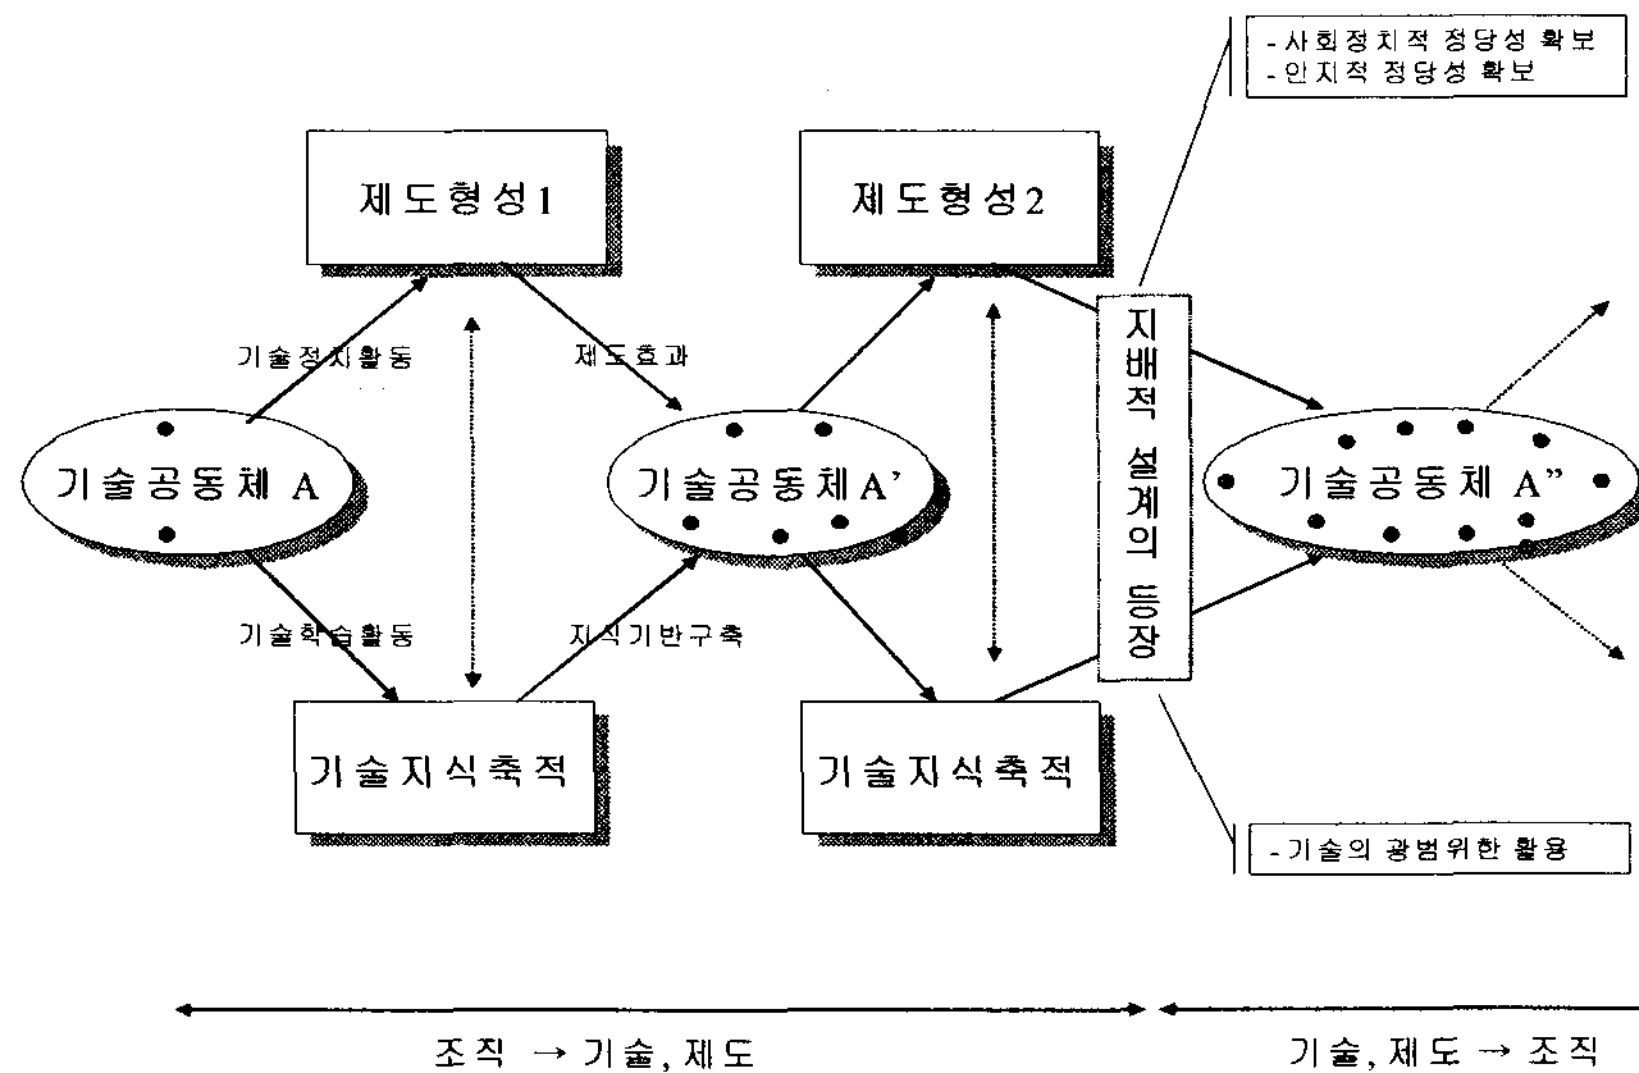 - 사회정치적 정당성 확보
- 인지적 정당성 확보
제도형성1
제도형성2
기술정치활동
제도효과
지배적 설계의 등장
기술공동체 A
기술공동체A’
기술공동체 A”
기술학습활동
지식기반구축
기술지식축적
기술지식축적
- 기술의 광범위한 활용
조직 → 기술, 제도
기술, 제도 → 조직